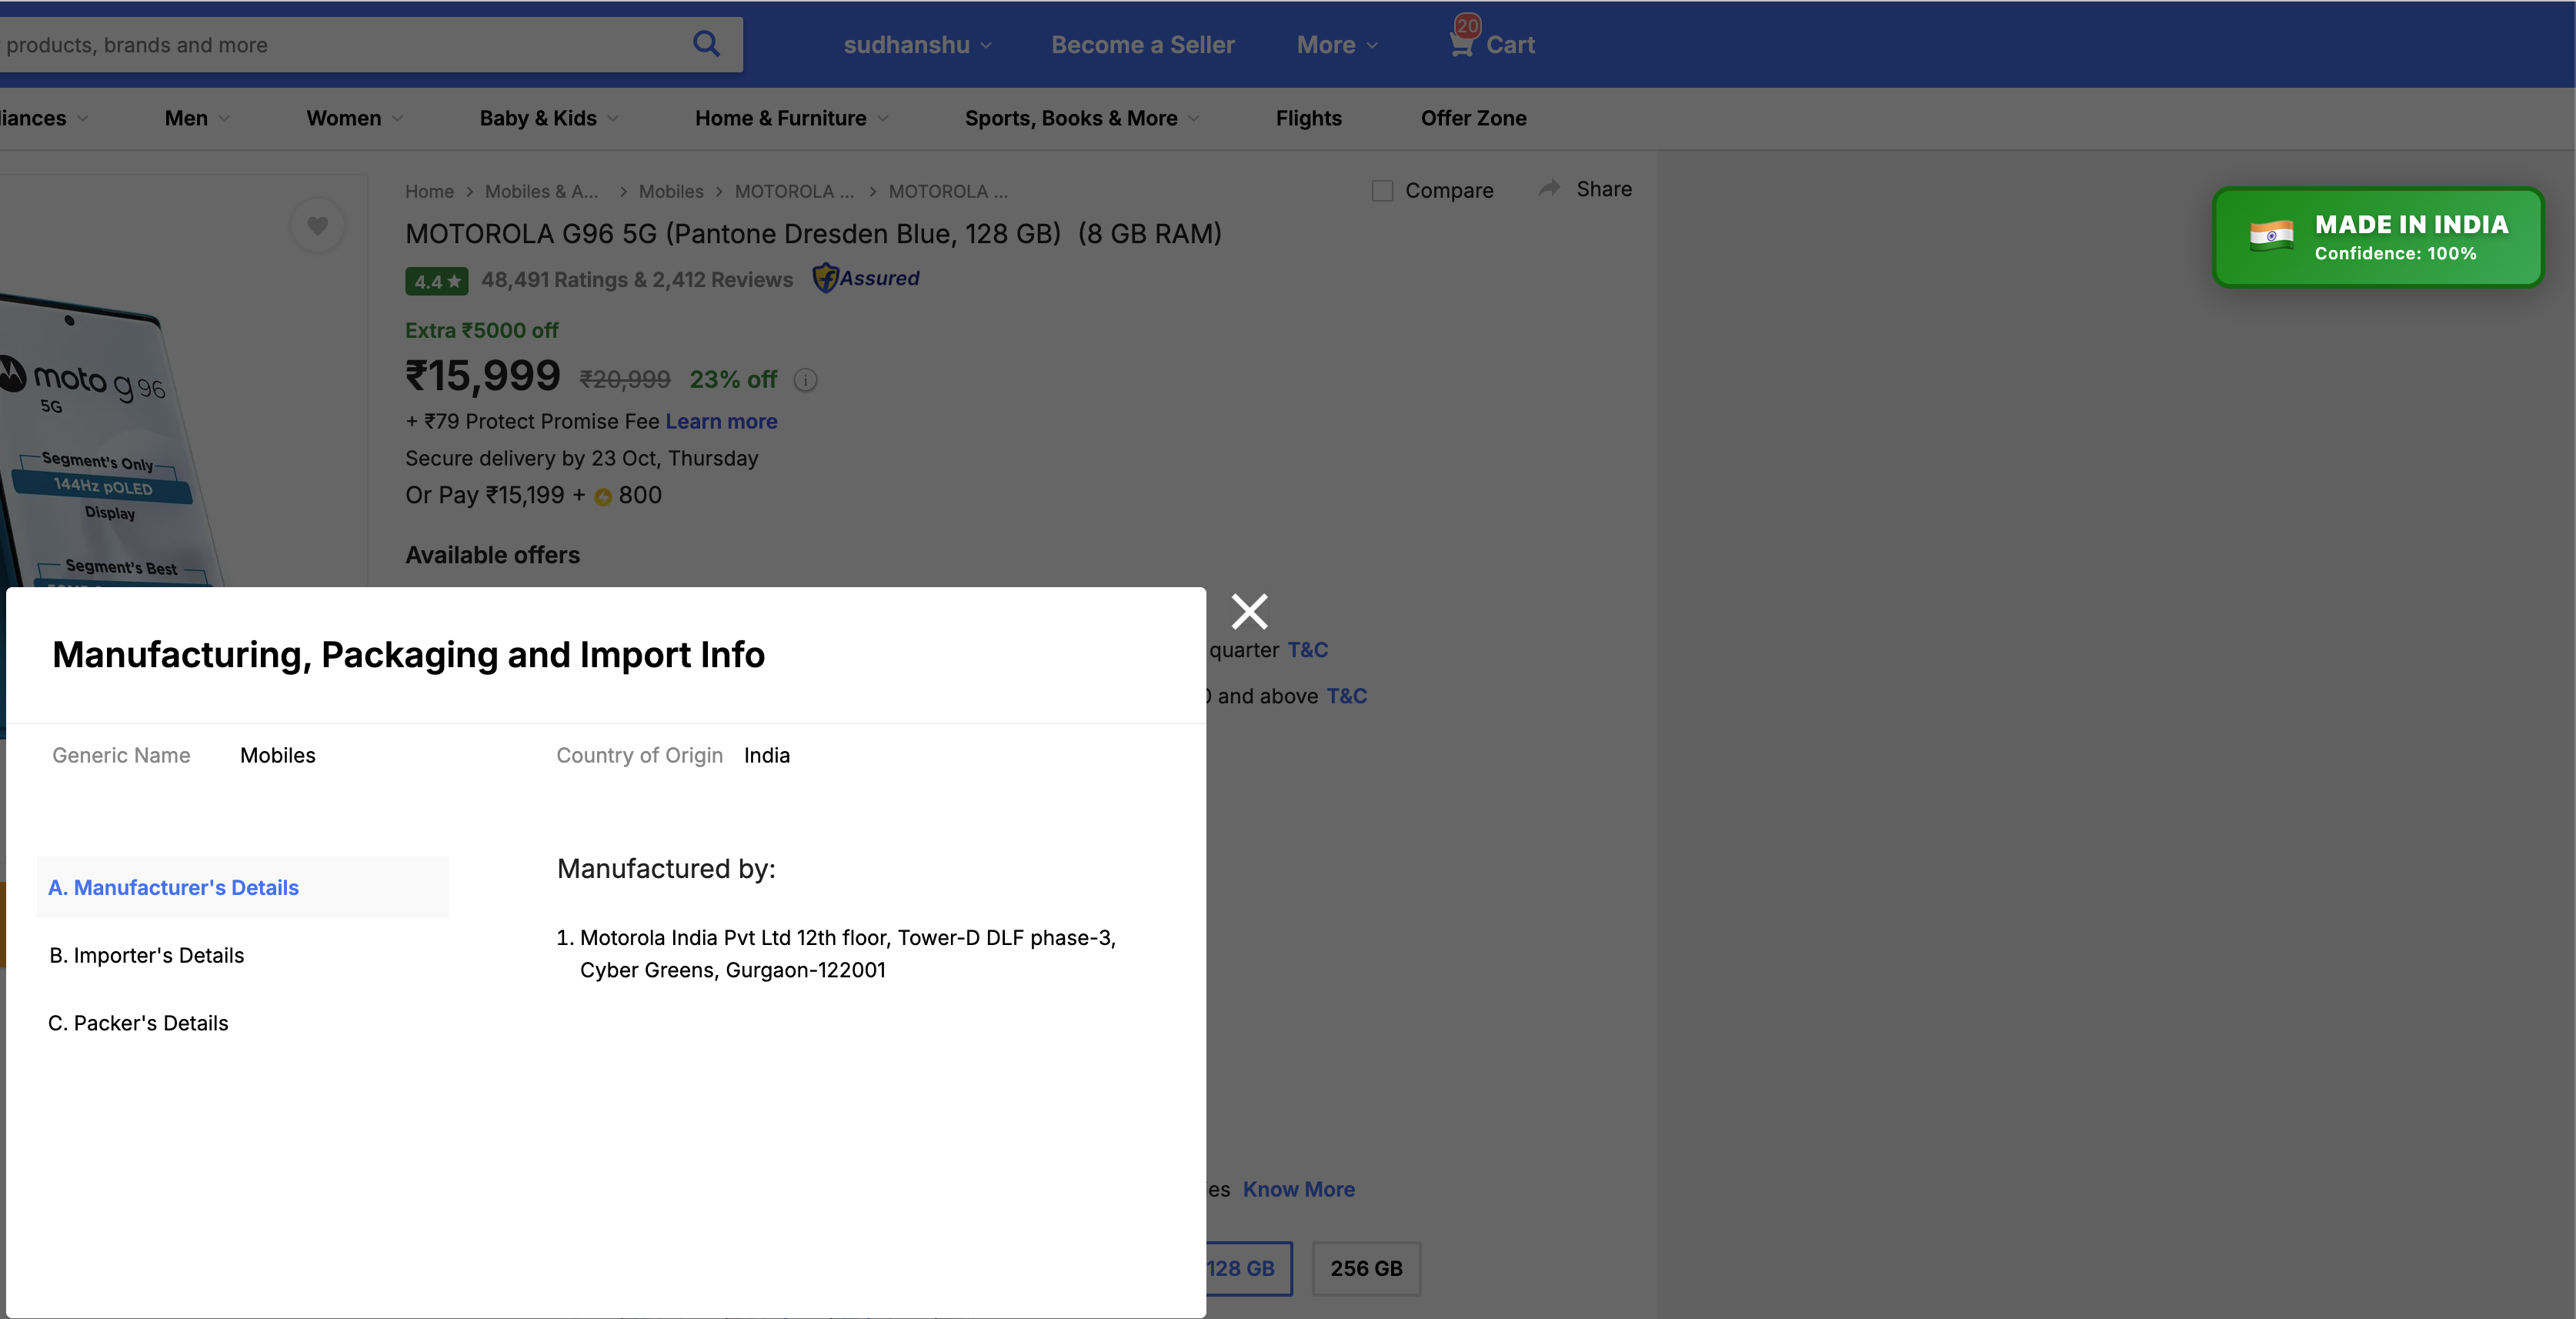 products, brands and more
sudhanshu
Become a Seller
More
20
Cart
Men
Women
Baby & Kids
Home & Furniture
Sports, Books & More
Flights
Offer Zone
Home > Mobiles & A... > Mobiles > MOTOROLA ... > MOTOROLA ...
Compare
Share
MOTOROLA G96 5G (Pantone Dresden Blue, 128 GB) (8 GB RAM)
4.4★ 48,491 Ratings & 2,412 Reviews
Assured
Extra ₹5000 off
₹15,999 ₹20,999 23% off
+ ₹79 Protect Promise Fee Learn more
Secure delivery by 23 Oct, Thursday
Or Pay ₹15,199 + 800
Available offers
MADE IN INDIA
Confidence: 100%
moto g96
5G
Segment's Only
144Hz pOLED
Display
Segment's Best
quarter T&C
and above T&C
Manufacturing, Packaging and Import Info
Generic Name Mobiles
Country of Origin India
A. Manufacturer's Details
B. Importer's Details
C. Packer's Details
Manufactured by:
1. Motorola India Pvt Ltd 12th floor, Tower-D DLF phase-3,
Cyber Greens, Gurgaon-122001
Know More
128 GB
256 GB